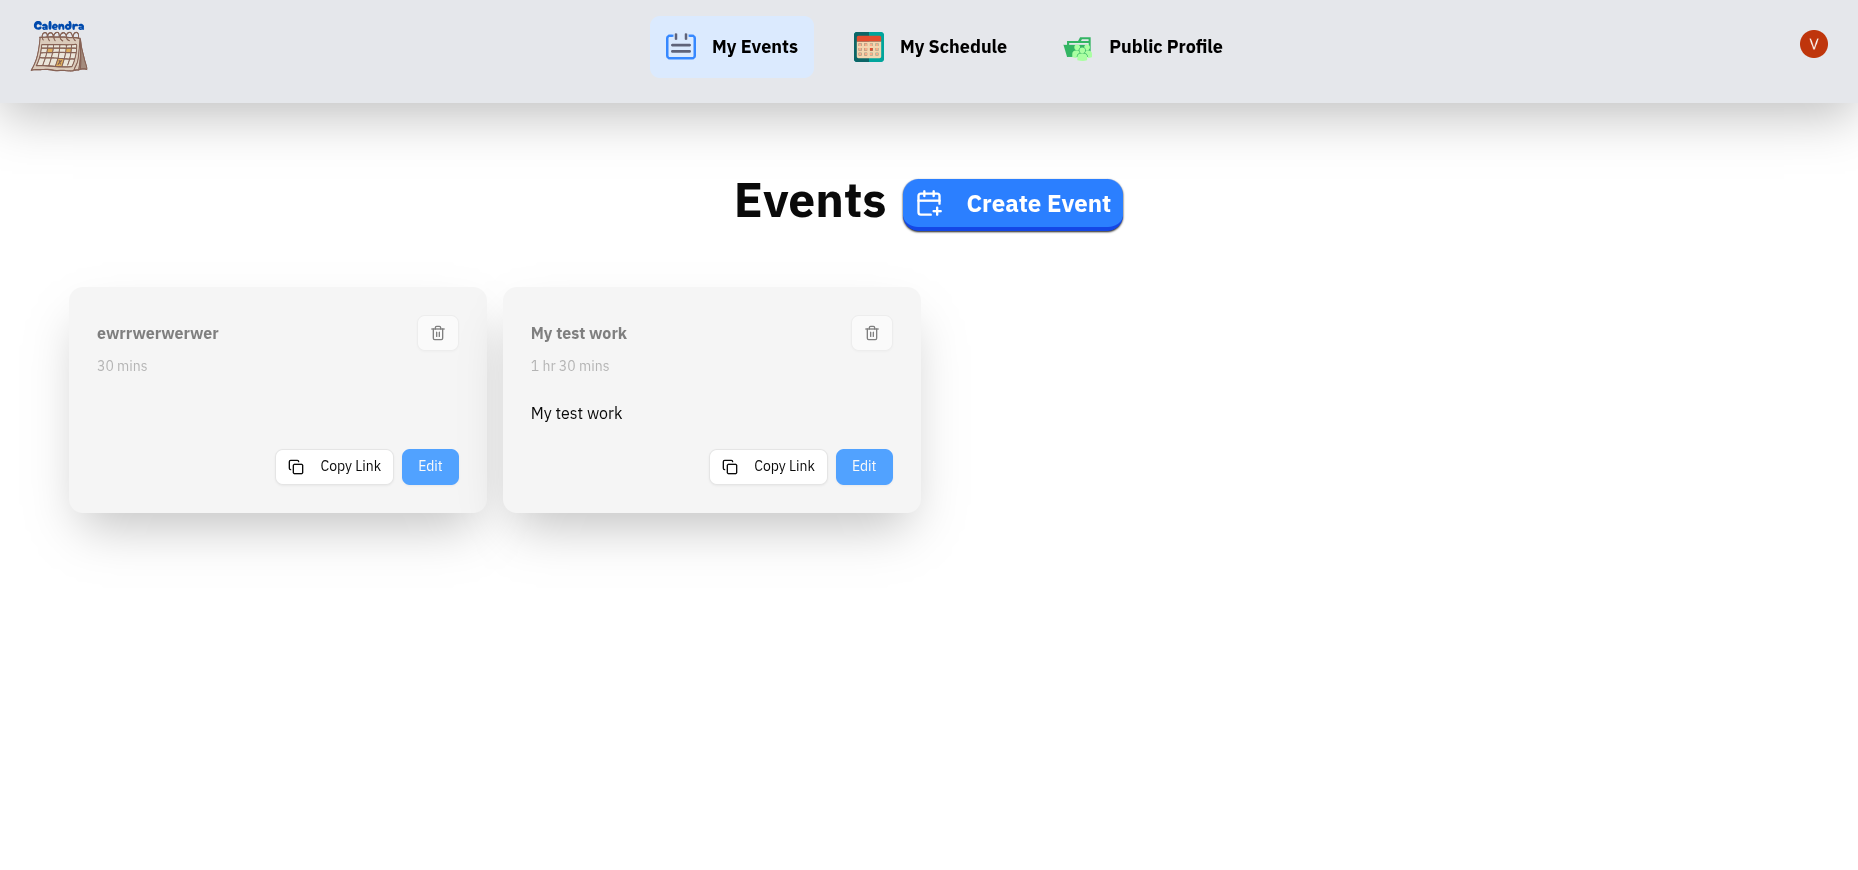 Calendra
My Events
My Schedule
Public Profile
V
Events
Create Event
ewrrwerwerwer
30 mins
Copy Link
Edit
My test work
1 hr 30 mins
My test work
Copy Link
Edit